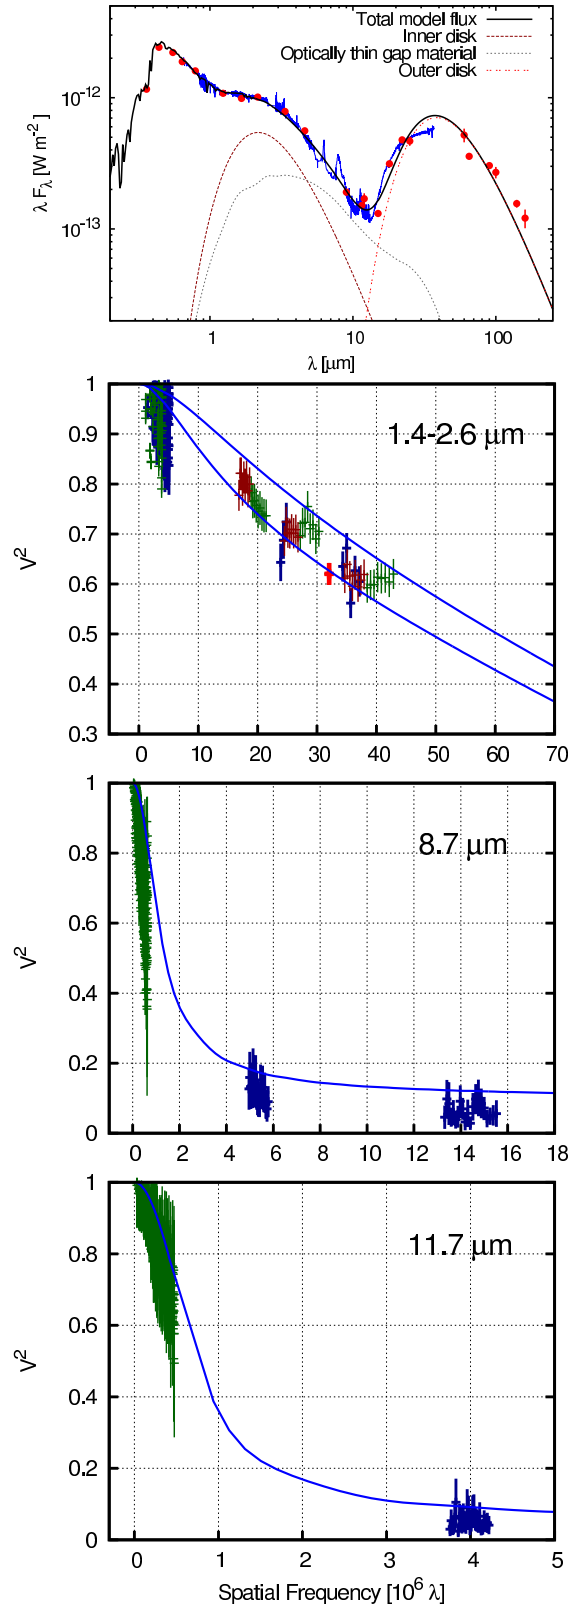 Total model flux
Inner disk
Optically thin gap material
Outer disk
10^-12
10^-13
λ F_λ [W m^-2]
1 10 100
λ [μm]
1.4-2.6 μm
1
0.9
0.8
0.7
0.6
0.5
0.4
0.3
V^2
0 10 20 30 40 50 60 70
8.7 μm
1
0.8
0.6
0.4
0.2
0
V^2
0 2 4 6 8 10 12 14 16 18
11.7 μm
1
0.8
0.6
0.4
0.2
0
V^2
0 1 2 3 4 5
Spatial Frequency [10^6 λ]